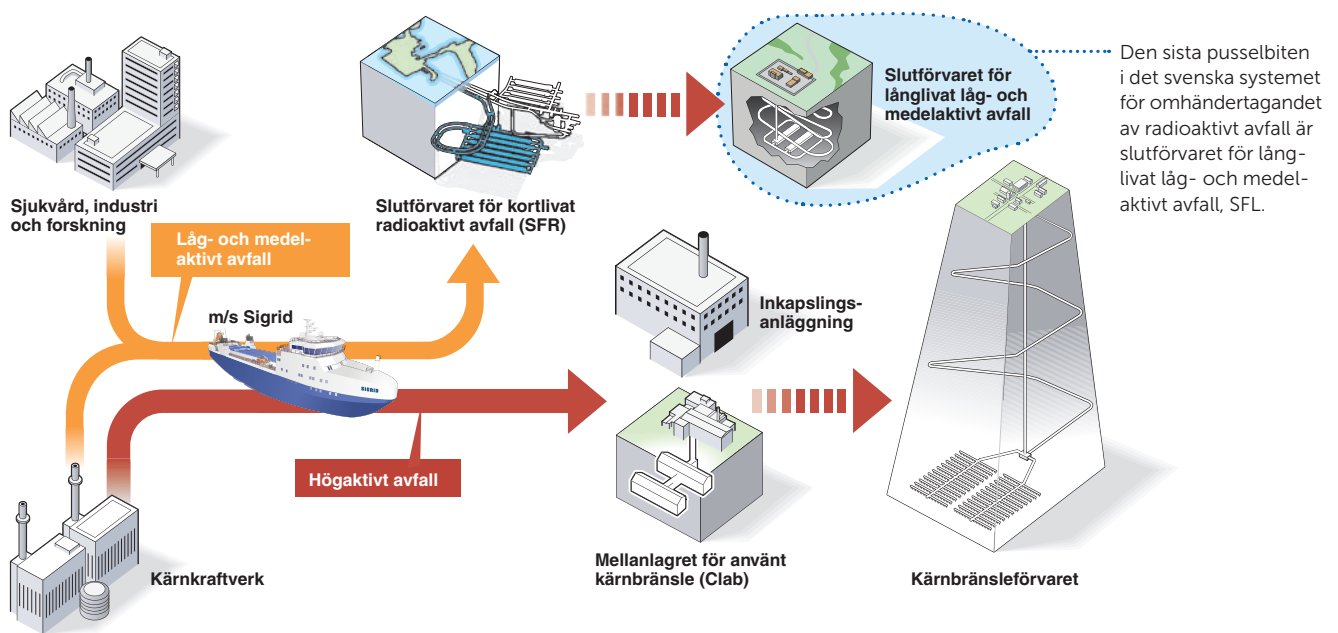 Sjukvård, industri
och forskning
Slutförvaret för kortlivat
radioaktivt avfall (SFR)
Slutförvaret för
långlivat låg- och
medelaktivt avfall
Den sista pusselbiten
i det svenska systemet
för omhändertagandet
av radioaktivt avfall är
slutförvaret för lång-
livat låg- och medel-
aktivt avfall, SFL.
Låg- och medel-
aktivt avfall
m/s Sigrid
SIGRID
Högaktivt avfall
Kärnkraftverk
Inkapslings-
anläggning
Mellanlagret för använt
kärnbränsle (Clab)
Kärnbränsleförvaret